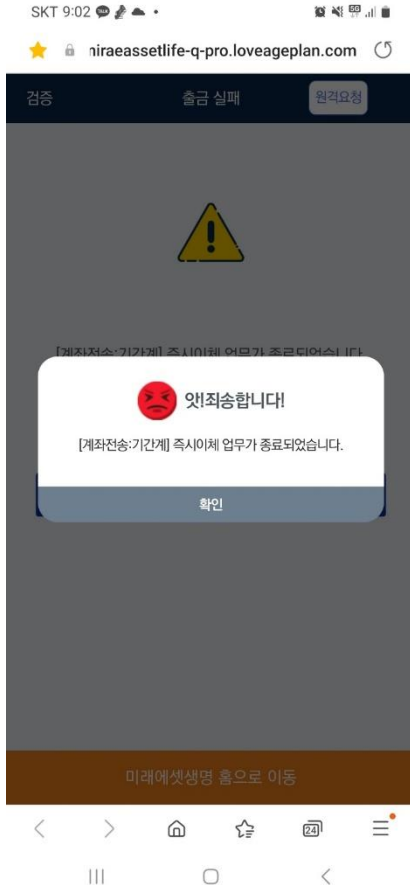 SKT 9:02
niraeassetlife-q-pro.loveageplan.com
검증 출금 실패 원격요청
[계좌전송:기간계] 즉시이체 업무가 종료되었습니다
앗!죄송합니다!
[계좌전송:기간계] 즉시이체 업무가 종료되었습니다.
확인
미래에셋생명 홈으로 이동
24